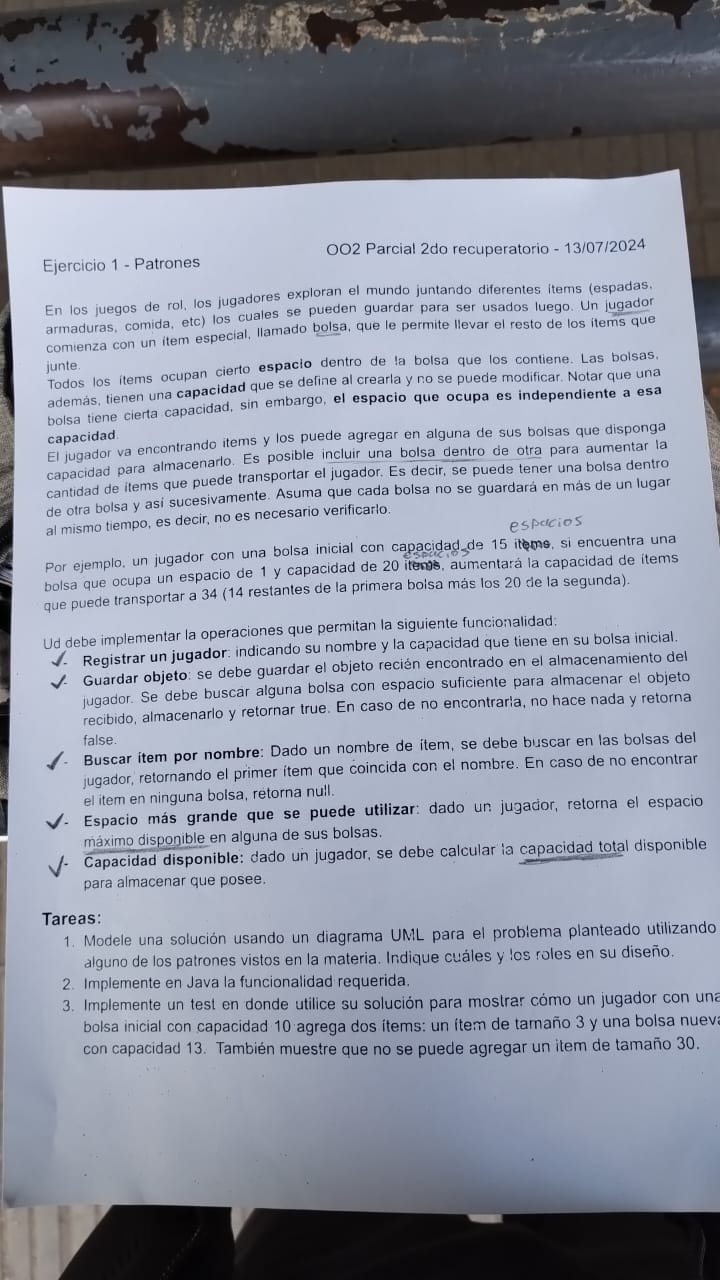 Ejercicio 1 - Patrones
OO2 Parcial 2do recuperatorio - 13/07/2024
En los juegos de rol, los jugadores exploran el mundo juntando diferentes ítems (espadas,
armaduras, comida, etc) los cuales se pueden guardar para ser usados luego. Un jugador
comienza con un ítem especial, llamado bolsa, que le permite llevar el resto de los ítems que
junte.
Todos los ítems ocupan cierto espacio dentro de la bolsa que los contiene. Las bolsas,
además, tienen una capacidad que se define al crearla y no se puede modificar. Notar que una
bolsa tiene cierta capacidad, sin embargo, el espacio que ocupa es independiente a esa
capacidad.
El jugador va encontrando items y los puede agregar en alguna de sus bolsas que disponga
capacidad para almacenarlo. Es posible incluir una bolsa dentro de otra para aumentar la
cantidad de ítems que puede transportar el jugador. Es decir, se puede tener una bolsa dentro
de otra bolsa y así sucesivamente. Asuma que cada bolsa no se guardará en más de un lugar
al mismo tiempo, es decir, no es necesario verificarlo.
espacios
Por ejemplo, un jugador con una bolsa inicial con capacidad de 15 items, si encuentra una
espacios
bolsa que ocupa un espacio de 1 y capacidad de 20 items, aumentará la capacidad de ítems
que puede transportar a 34 (14 restantes de la primera bolsa más los 20 de la segunda).
Ud debe implementar la operaciones que permitan la siguiente funcionalidad:
✓- Registrar un jugador: indicando su nombre y la capacidad que tiene en su bolsa inicial.
✓- Guardar objeto: se debe guardar el objeto recién encontrado en el almacenamiento del
jugador. Se debe buscar alguna bolsa con espacio suficiente para almacenar el objeto
recibido, almacenarlo y retornar true. En caso de no encontrarla, no hace nada y retorna
false.
✓- Buscar ítem por nombre: Dado un nombre de ítem, se debe buscar en las bolsas del
jugador, retornando el primer ítem que coincida con el nombre. En caso de no encontrar
el item en ninguna bolsa, retorna null.
✓- Espacio más grande que se puede utilizar: dado un jugador, retorna el espacio
máximo disponible en alguna de sus bolsas.
✓- Capacidad disponible: dado un jugador, se debe calcular la capacidad total disponible
para almacenar que posee.
Tareas:
1. Modele una solución usando un diagrama UML para el problema planteado utilizando
alguno de los patrones vistos en la materia. Indique cuáles y los roles en su diseño.
2. Implemente en Java la funcionalidad requerida.
3. Implemente un test en donde utilice su solución para mostrar cómo un jugador con una
bolsa inicial con capacidad 10 agrega dos ítems: un ítem de tamaño 3 y una bolsa nueva
con capacidad 13. También muestre que no se puede agregar un item de tamaño 30.